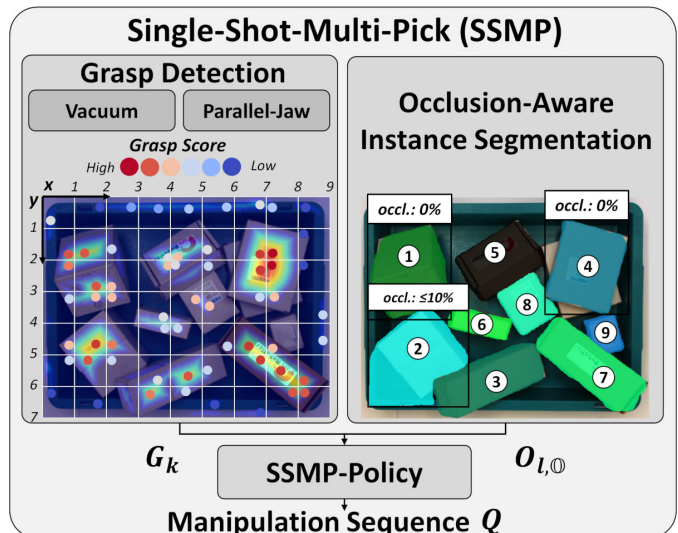 Single-Shot-Multi-Pick (SSMP)
Grasp Detection
Vacuum
Parallel-Jaw
Grasp Score
High
Low
x
1 2 3 4 5 6 7 8 9
y
1
2
3
4
5
6
7
Occlusion-Aware
Instance Segmentation
occl.: 0%
occl.: 0%
occl.: ≤10%
1
5
4
8
6
9
2
3
7
G_k
O_{l,𝕆}
SSMP-Policy
Manipulation Sequence Q